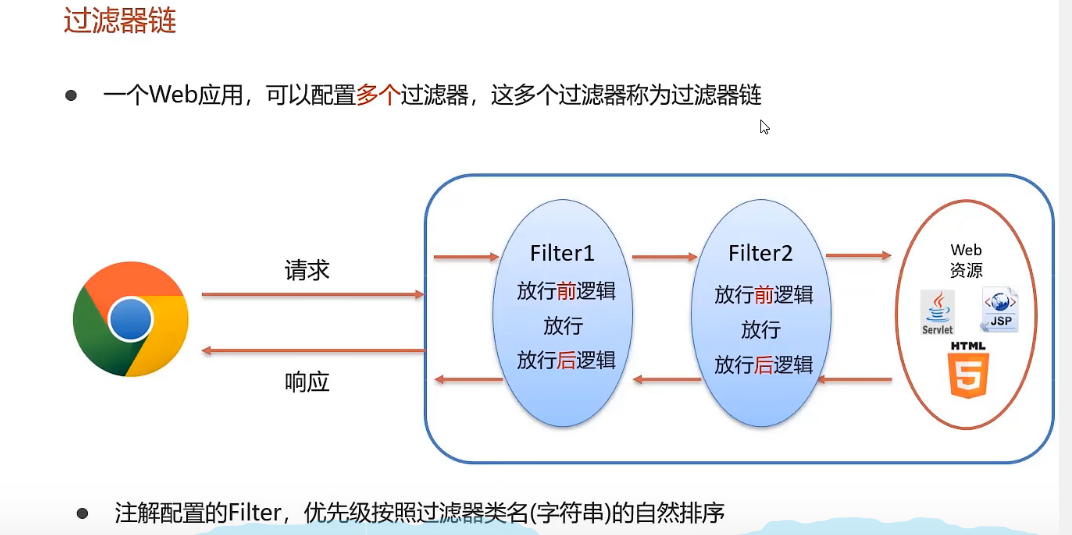 过滤器链
一个Web应用，可以配置多个过滤器，这多个过滤器称为过滤器链
请求
响应
Filter1
放行前逻辑
放行
放行后逻辑
Filter2
放行前逻辑
放行
放行后逻辑
Web
资源
Servlet
JSP
HTML
5
注解配置的Filter，优先级按照过滤器类名(字符串)的自然排序